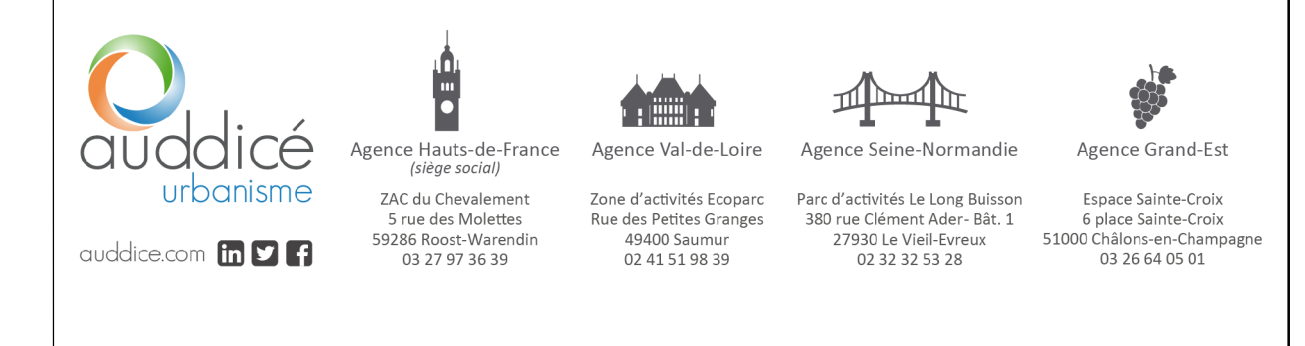 auddicé
urbanisme
auddice.com
Agence Hauts-de-France
(siège social)
ZAC du Chevalement
5 rue des Molettes
59286 Roost-Warendin
03 27 97 36 39
Agence Val-de-Loire
Zone d'activités Ecoparc
Rue des Petites Granges
49400 Saumur
02 41 51 98 39
Agence Seine-Normandie
Parc d'activités Le Long Buisson
380 rue Clément Ader- Bât. 1
27930 Le Vieil-Evreux
02 32 32 53 28
Agence Grand-Est
Espace Sainte-Croix
6 place Sainte-Croix
51000 Châlons-en-Champagne
03 26 64 05 01